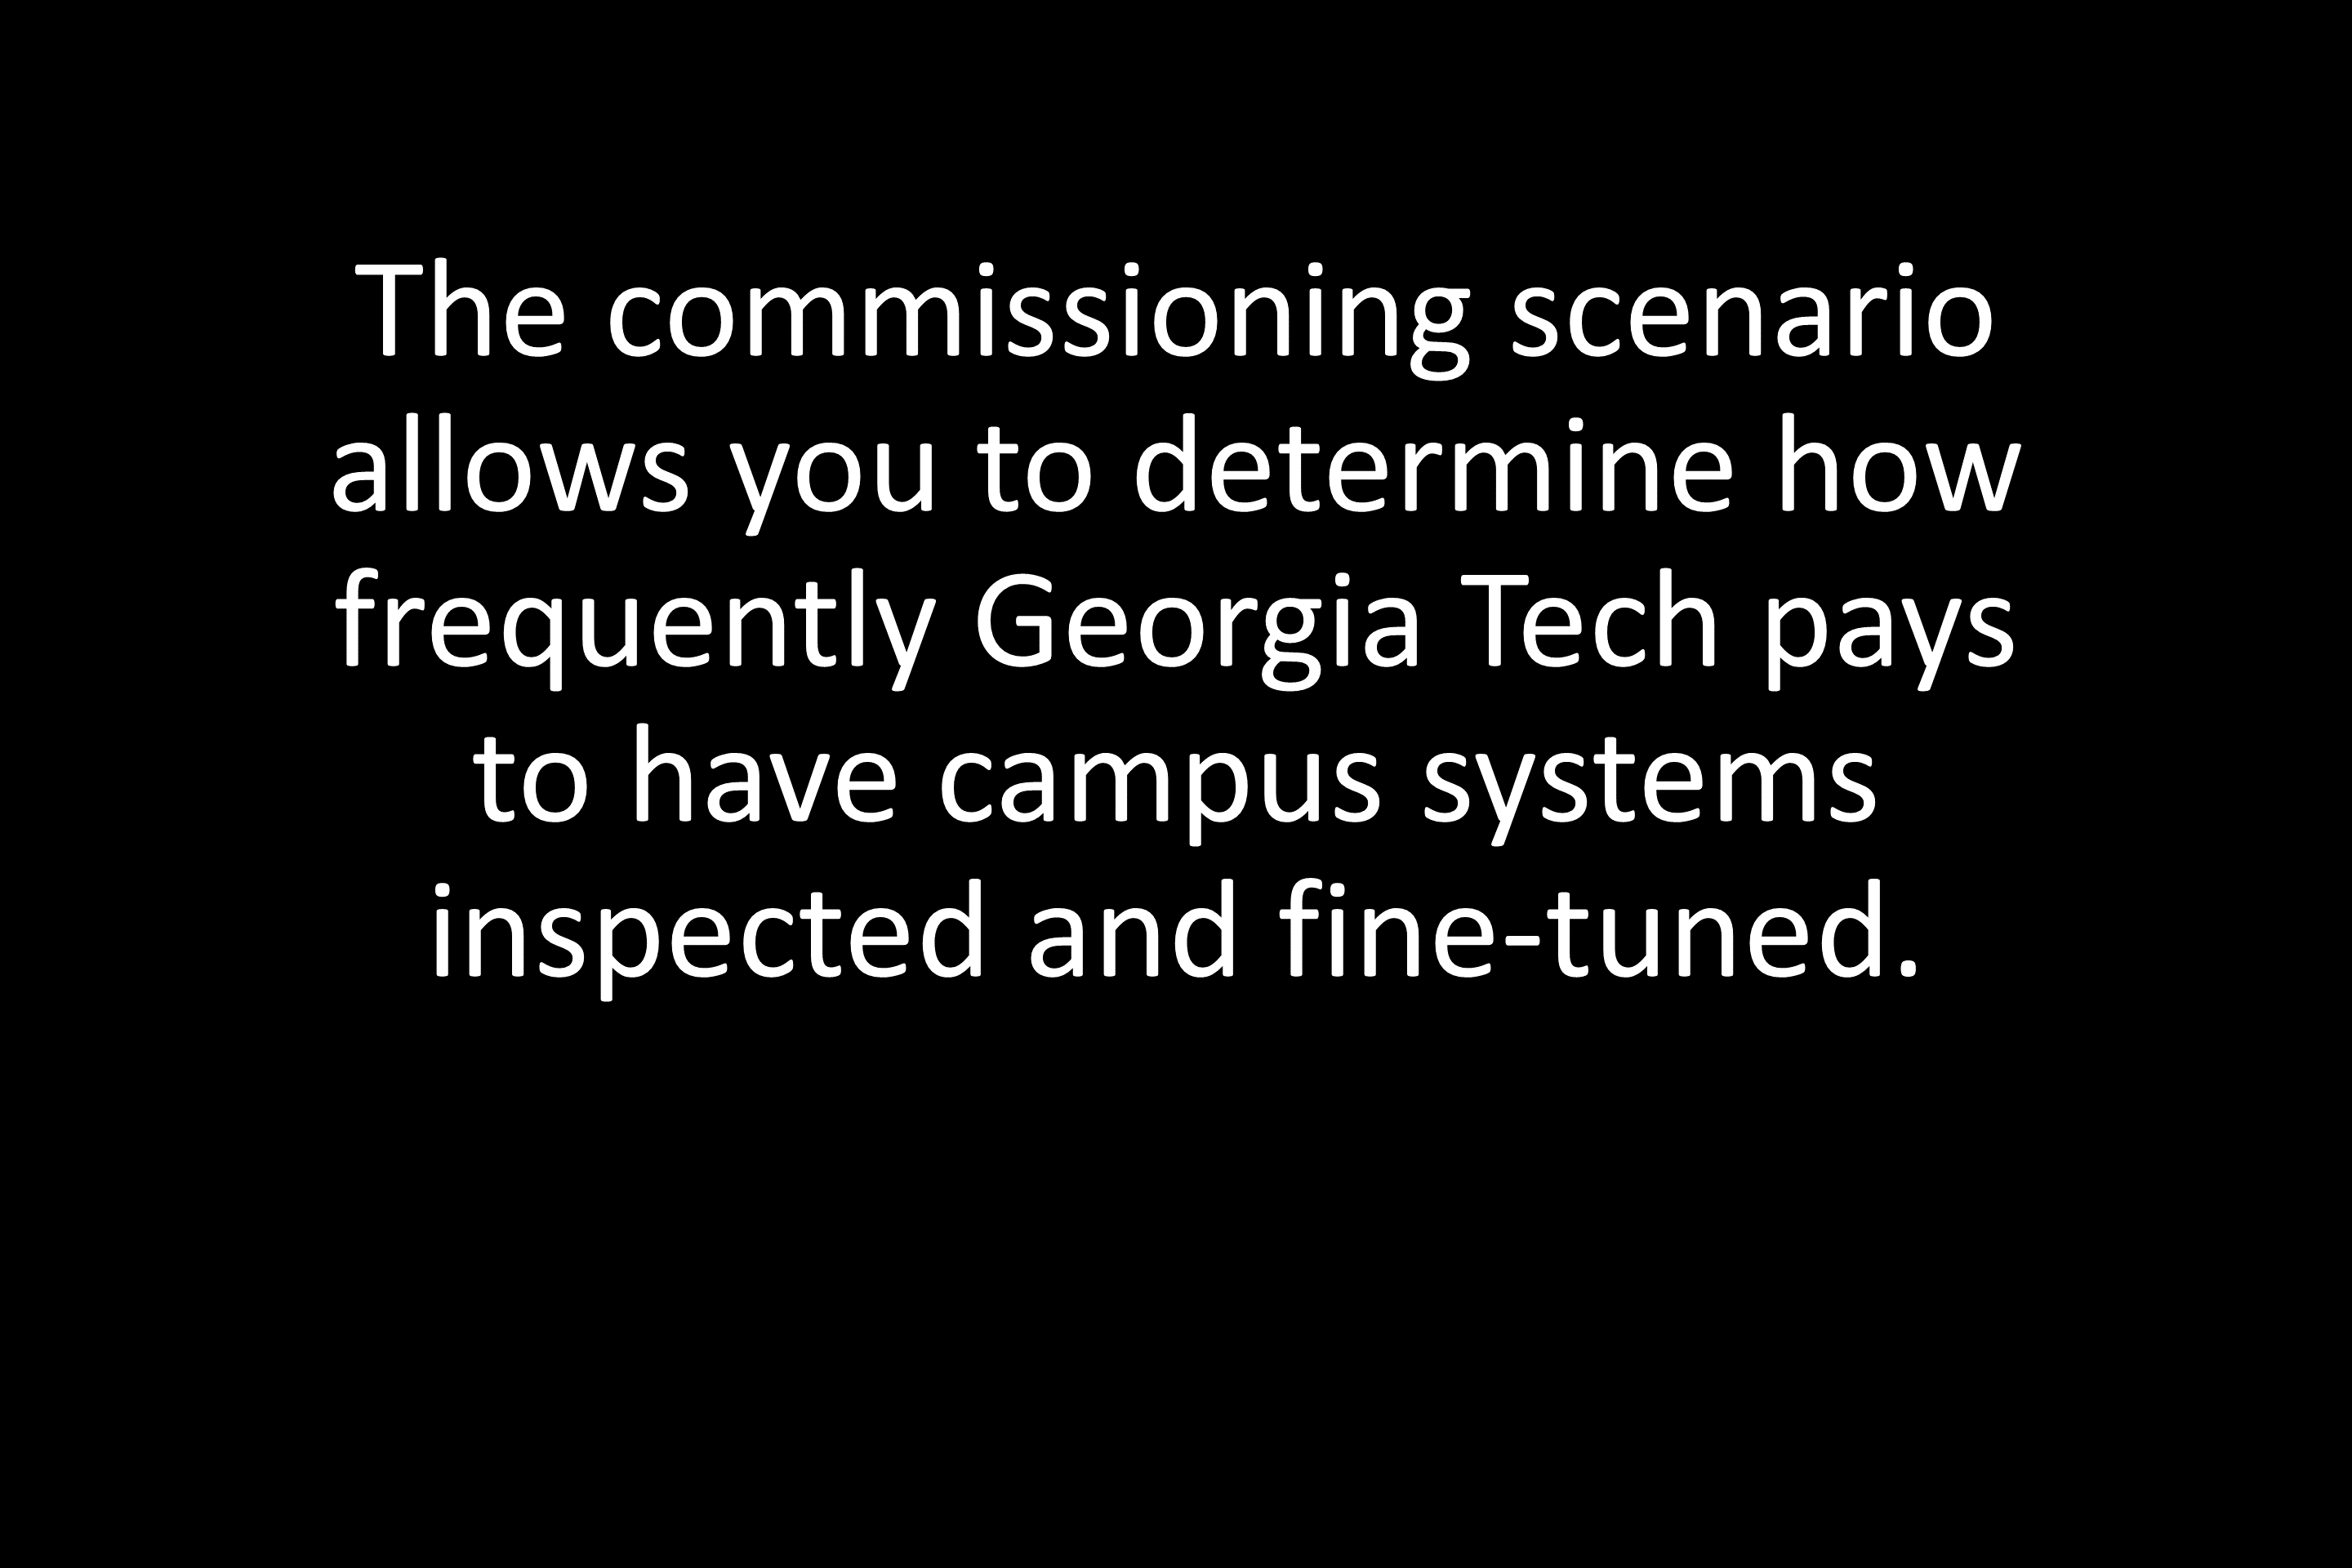 The commissioning scenario
allows you to determine how
frequently Georgia Tech pays
to have campus systems
inspected and fine-tuned.